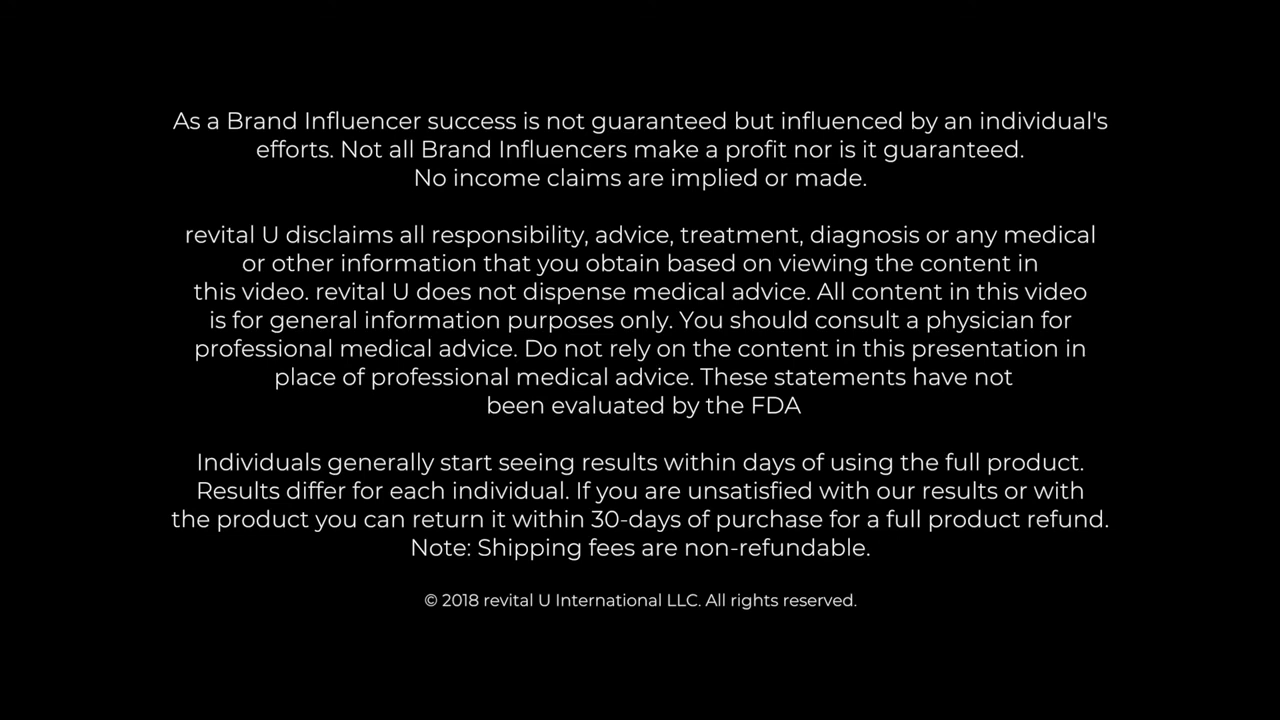 As a Brand Influencer success is not guaranteed but influenced by an individual's
efforts. Not all Brand Influencers make a profit nor is it guaranteed.
No income claims are implied or made.
revital U disclaims all responsibility, advice, treatment, diagnosis or any medical
or other information that you obtain based on viewing the content in
this video. revital U does not dispense medical advice. All content in this video
is for general information purposes only. You should consult a physician for
professional medical advice. Do not rely on the content in this presentation in
place of professional medical advice. These statements have not
been evaluated by the FDA
Individuals generally start seeing results within days of using the full product.
Results differ for each individual. If you are unsatisfied with our results or with
the product you can return it within 30-days of purchase for a full product refund.
Note: Shipping fees are non-refundable.
© 2018 revital U International LLC. All rights reserved.